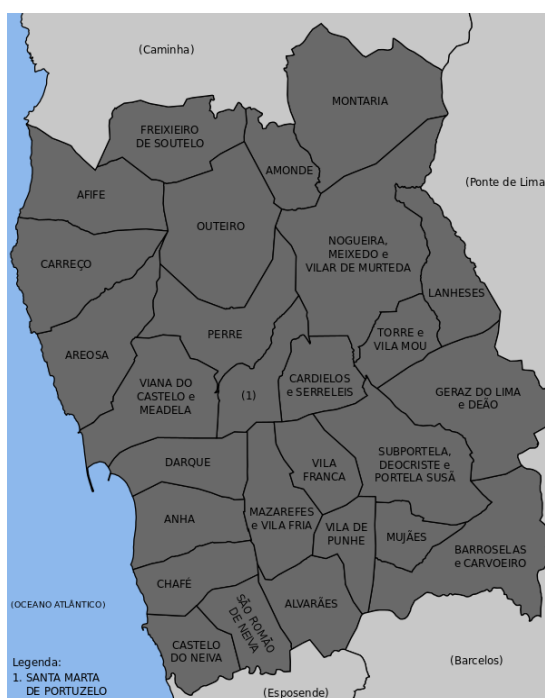 (Caminha)
MONTARIA
FREIXIEIRO
DE SOUTELO
AMONDE
(Ponte de Lima)
AFIFE
OUTEIRO
NOGUEIRA,
MEIXEDO e
VILAR DE MURTEDA
CARREÇO
LANHESES
AREOSA
PERRE
TORRE e
VILA MOU
VIANA DO
CASTELO e
MEADELA
(1)
CARDIELOS
e SERRELEIS
GERAZ DO LIMA
e DEÃO
DARQUE
VILA
FRANCA
SUBPORTELA,
DEOCRISTE e
PORTELA SUSÃ
ANHA
MAZAREFES
e VILA FRIA
VILA DE
PUNHE
MUJÃES
BARROSELAS
e CARVOEIRO
CHAFÉ
(OCEANO ATLÂNTICO)
SÃO ROMÃO
DE NEIVA
ALVARÃES
CASTELO
DO NEIVA
Legenda:
1. SANTA MARTA
DE PORTUZELO
(Esposende)
(Barcelos)